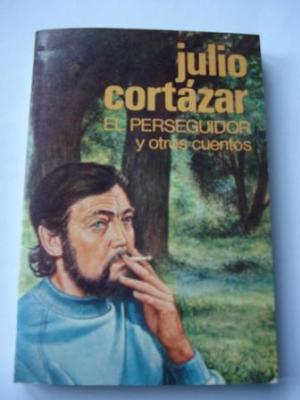 julio
cortázar
EL PERSEGUIDOR
y otros cuentos